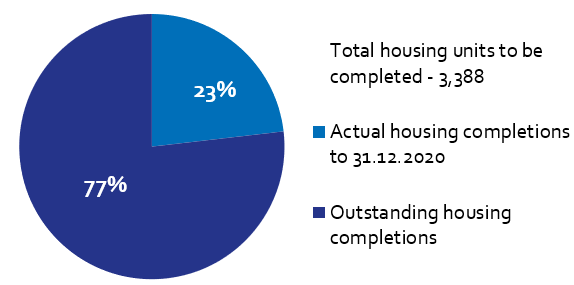 23%
77%
Total housing units to be
completed - 3,388
Actual housing completions
to 31.12.2020
Outstanding housing
completions